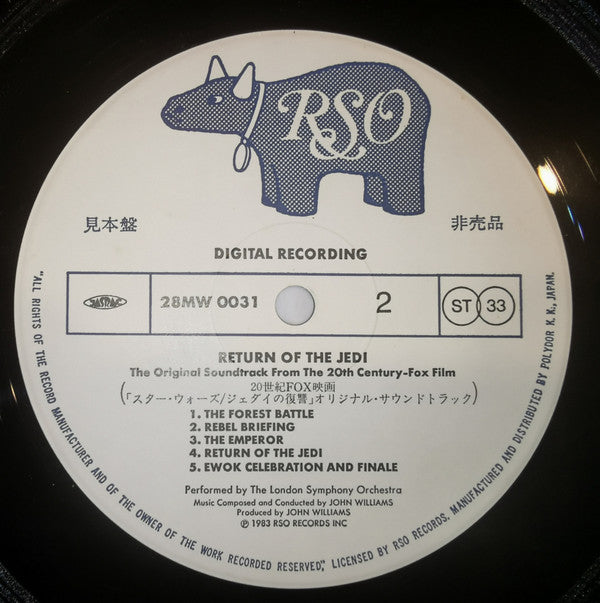 RSO
見本盤
非売品
DIGITAL RECORDING
JASRAC
28MW 0031
2
ST 33
RETURN OF THE JEDI
The Original Soundtrack From The 20th Century-Fox Film
20世紀FOX映画
(「スター・ウォーズ/ジェダイの復讐」オリジナル・サウンドトラック)
1. THE FOREST BATTLE
2. REBEL BRIEFING
3. THE EMPEROR
4. RETURN OF THE JEDI
5. EWOK CELEBRATION AND FINALE
Performed by The London Symphony Orchestra
Music Composed and Conducted by JOHN WILLIAMS
Produced by JOHN WILLIAMS
℗ 1983 RSO RECORDS INC
"ALL RIGHTS OF THE RECORD MANUFACTURER AND OF THE OWNER OF THE WORK RECORDED RESERVED", LICENSED BY RSO RECORDS, MANUFACTURED AND DISTRIBUTED BY POLYDOR K.K., JAPAN.